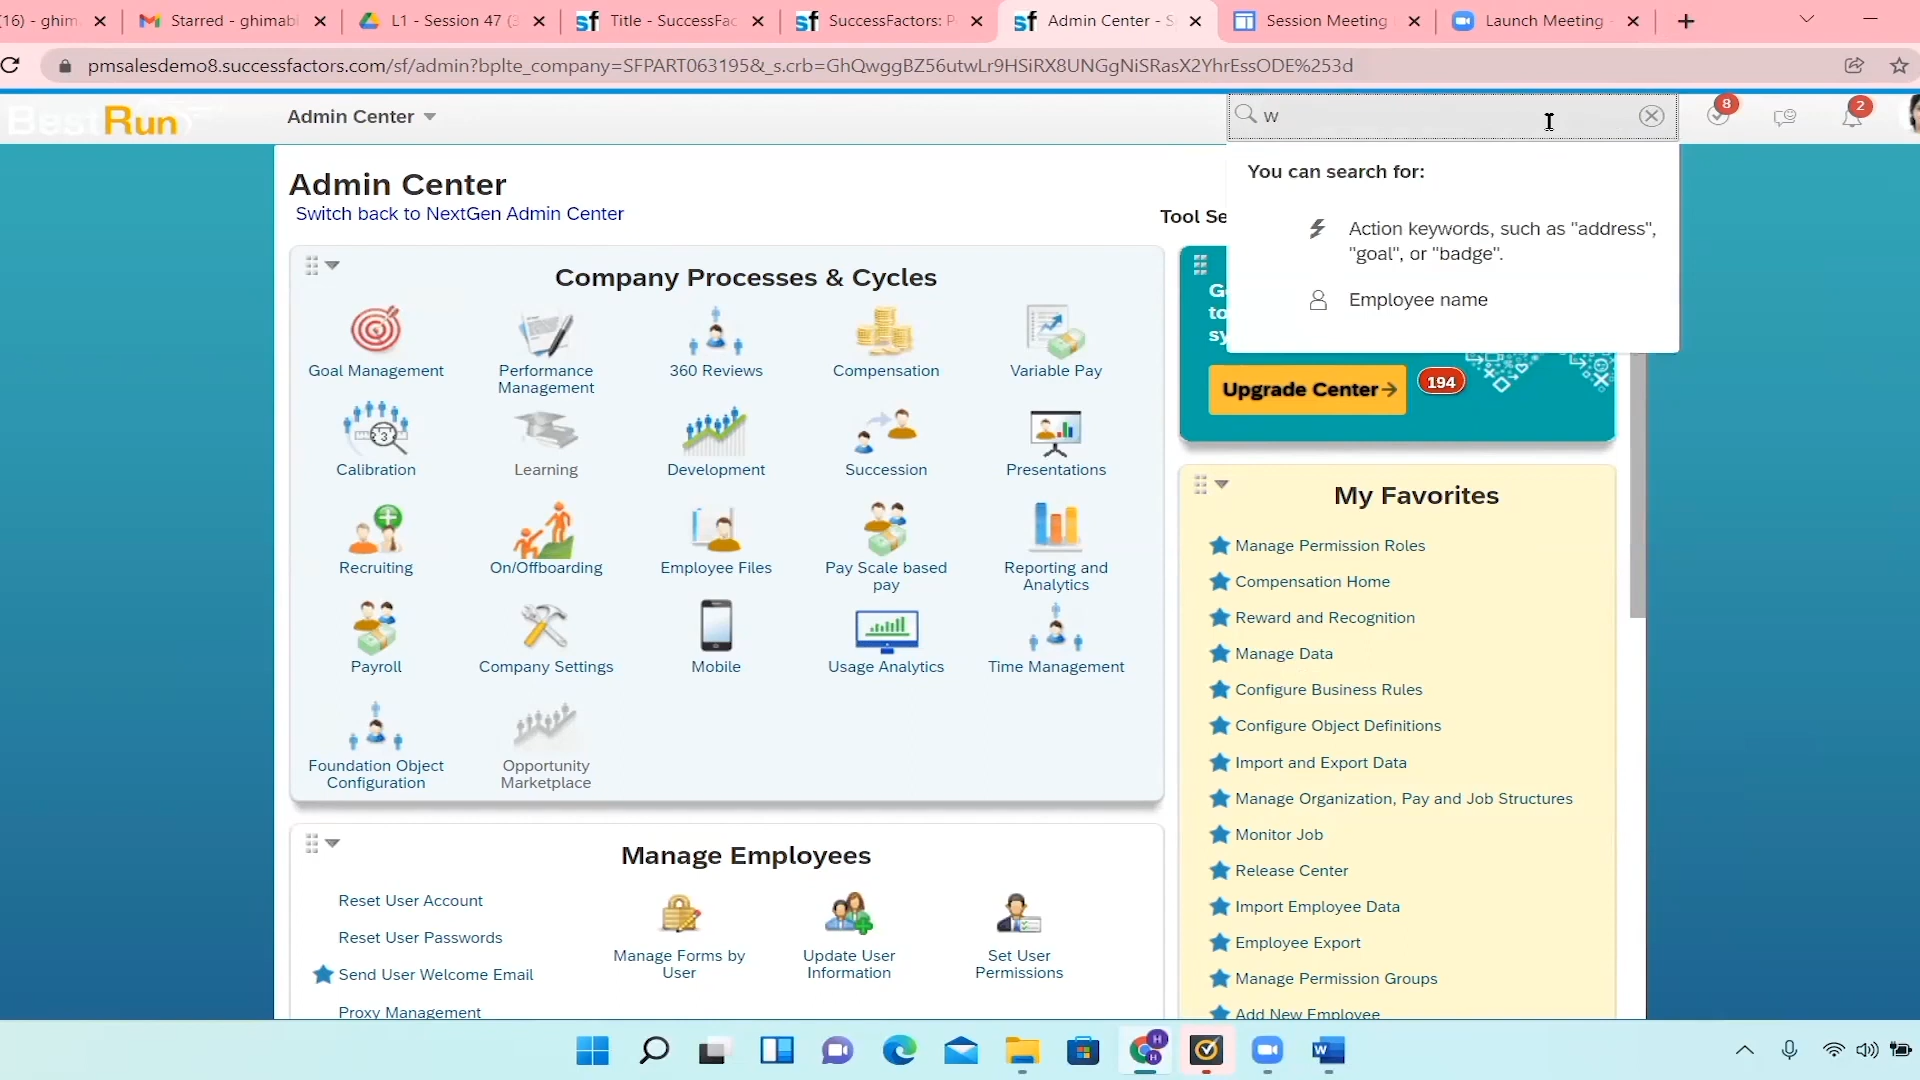 (16) - ghim
Starred - ghimabi
L1 - Session 47 (3
Title - SuccessFac
SuccessFactors: P
Admin Center - S
Session Meeting
Launch Meeting
pmsalesdemo8.successfactors.com/sf/admin?bplte_company=SFPART063195&_s.crb=GhQwggBZ56utwLr9HSiRX8UNGgNiSRasX2YhrEssODE%253d
BestRun
Admin Center
w
8
2
You can search for:
Action keywords, such as "address",
"goal", or "badge".
Employee name
Admin Center
Switch back to NextGen Admin Center
Tool Se
Company Processes & Cycles
Goal Management
Performance
Management
360 Reviews
Compensation
Variable Pay
Calibration
Learning
Development
Succession
Presentations
Recruiting
On/Offboarding
Employee Files
Pay Scale based
pay
Reporting and
Analytics
Payroll
Company Settings
Mobile
Usage Analytics
Time Management
Foundation Object
Configuration
Opportunity
Marketplace
Manage Employees
Reset User Account
Reset User Passwords
Send User Welcome Email
Proxy Management
Manage Forms by
User
Update User
Information
Set User
Permissions
G
to
sy
Upgrade Center
194
My Favorites
Manage Permission Roles
Compensation Home
Reward and Recognition
Manage Data
Configure Business Rules
Configure Object Definitions
Import and Export Data
Manage Organization, Pay and Job Structures
Monitor Job
Release Center
Import Employee Data
Employee Export
Manage Permission Groups
Add New Employee